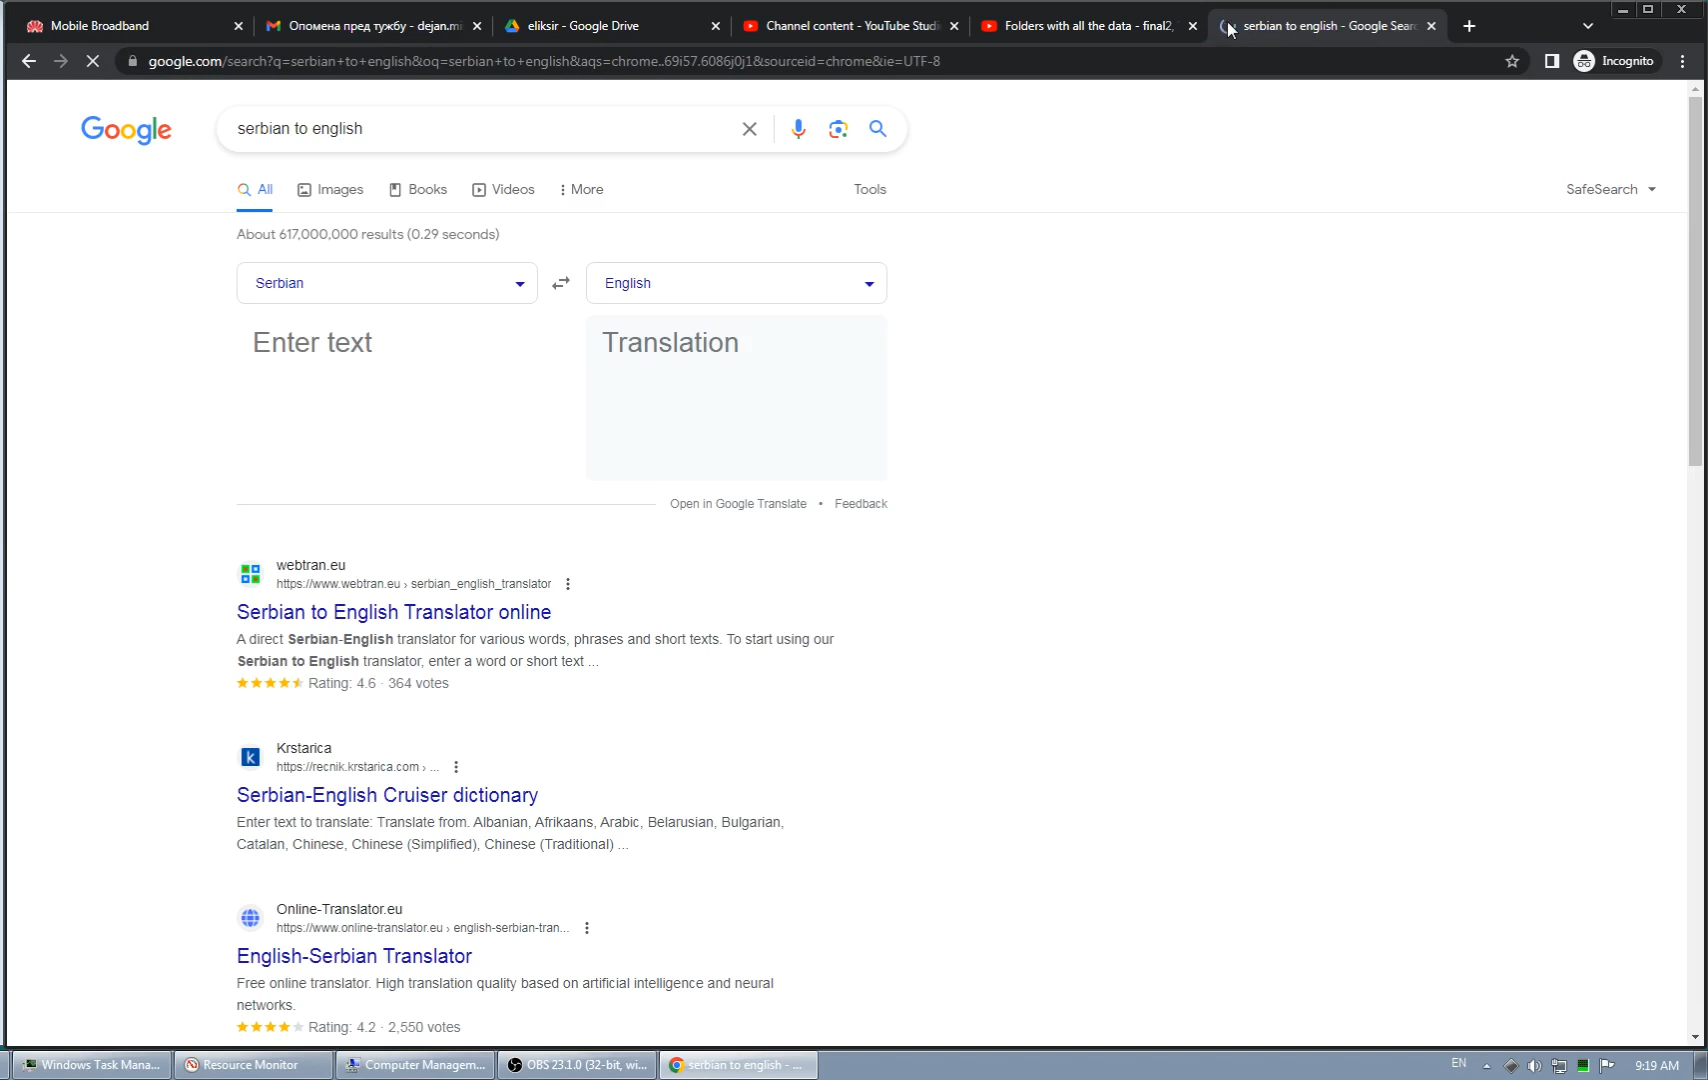 Mobile Broadband
Опомена пред тужбу - dejan.mi
eliksir - Google Drive
Channel content - YouTube Studi
Folders with all the data - final2,
serbian to english - Google Searc
google.com/search?q=serbian+to+english&oq=serbian+to+english&aqs=chrome..69i57.6086j0j1&sourceid=chrome&ie=UTF-8
Incognito
Google
serbian to english
All
Images
Books
Videos
More
Tools
SafeSearch
About 617,000,000 results (0.29 seconds)
Serbian
English
Enter text
Translation
Open in Google Translate • Feedback
webtran.eu
https://www.webtran.eu › serbian_english_translator
Serbian to English Translator online
A direct Serbian-English translator for various words, phrases and short texts. To start using our
Serbian to English translator, enter a word or short text ...
Rating: 4.6 · 364 votes
k
Krstarica
https://recnik.krstarica.com › ...
Serbian-English Cruiser dictionary
Enter text to translate: Translate from. Albanian, Afrikaans, Arabic, Belarusian, Bulgarian,
Catalan, Chinese, Chinese (Simplified), Chinese (Traditional) ...
Online-Translator.eu
https://www.online-translator.eu › english-serbian-tran...
English-Serbian Translator
Free online translator. High translation quality based on artificial intelligence and neural
networks.
Rating: 4.2 · 2,550 votes
Windows Task Mana...
Resource Monitor
Computer Managem...
OBS 23.1.0 (32-bit, wi...
serbian to english - ...
EN
9:19 AM